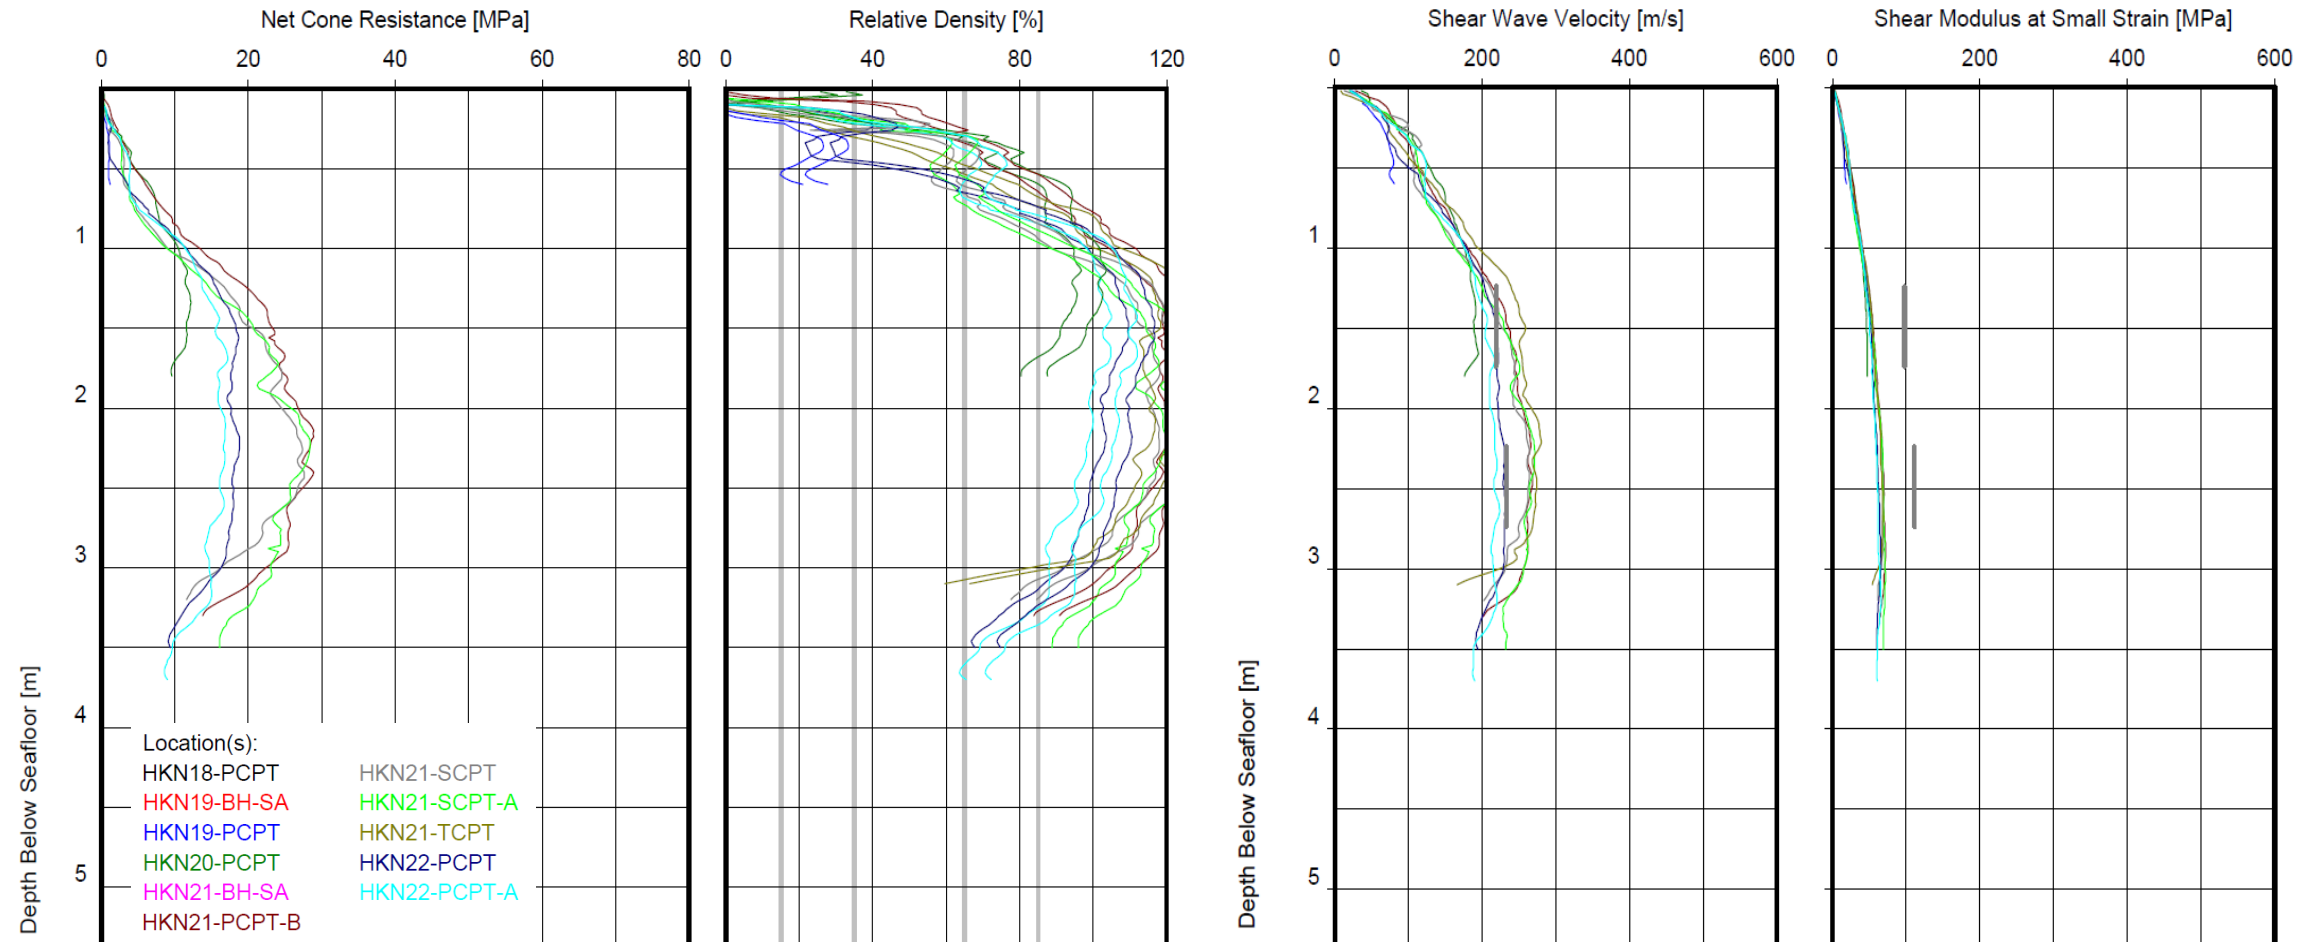 Net Cone Resistance [MPa]
Relative Density [%]
Shear Wave Velocity [m/s]
Shear Modulus at Small Strain [MPa]
0 20 40 60 80
0 40 80 120
0 200 400 600
0 200 400 600
1
2
3
4
5
Depth Below Seafloor [m]
Location(s):
HKN18-PCPT
HKN19-BH-SA
HKN19-PCPT
HKN20-PCPT
HKN21-BH-SA
HKN21-PCPT-B
HKN21-SCPT
HKN21-SCPT-A
HKN21-TCPT
HKN22-PCPT
HKN22-PCPT-A
1
2
3
4
5
Depth Below Seafloor [m]